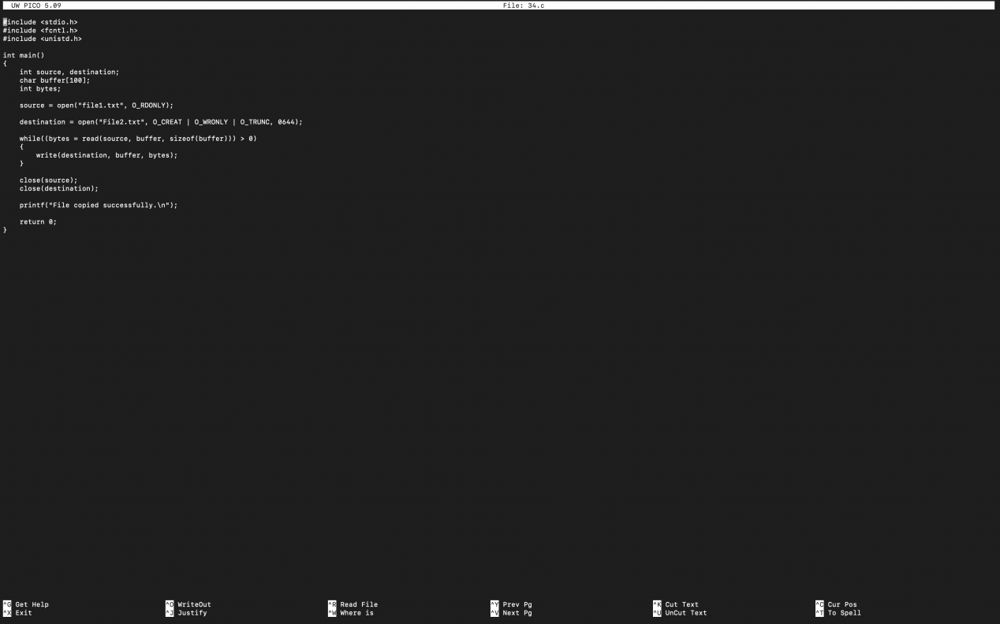 UW PICO 5.09 File: 34.c
#include <stdio.h>
#include <fcntl.h>
#include <unistd.h>
int main()
{
    int source, destination;
    char buffer[100];
    int bytes;
    source = open("file1.txt", O_RDONLY);
    destination = open("File2.txt", O_CREAT | O_WRONLY | O_TRUNC, 0644);
    while((bytes = read(source, buffer, sizeof(buffer))) > 0)
    {
        write(destination, buffer, bytes);
    }
    close(source);
    close(destination);
    printf("File copied successfully.\n");
    return 0;
}
^G Get Help ^O WriteOut ^R Read File ^Y Prev Pg ^K Cut Text ^C Cur Pos
^X Exit ^J Justify ^W Where is ^V Next Pg ^U UnCut Text ^T To Spell